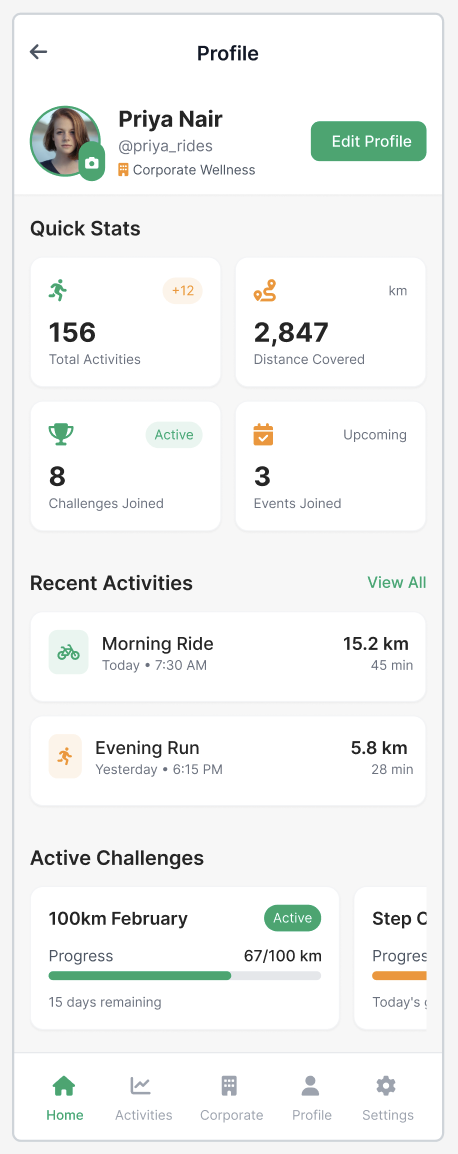 Profile
Priya Nair
@priya_rides
Corporate Wellness
Edit Profile
Quick Stats
+12
156
Total Activities
km
2,847
Distance Covered
Active
8
Challenges Joined
Upcoming
3
Events Joined
Recent Activities
View All
Morning Ride
15.2 km
Today • 7:30 AM
45 min
Evening Run
5.8 km
Yesterday • 6:15 PM
28 min
Active Challenges
100km February
Active
Progress
67/100 km
15 days remaining
Step
Progres
Today's
Home
Activities
Corporate
Profile
Settings